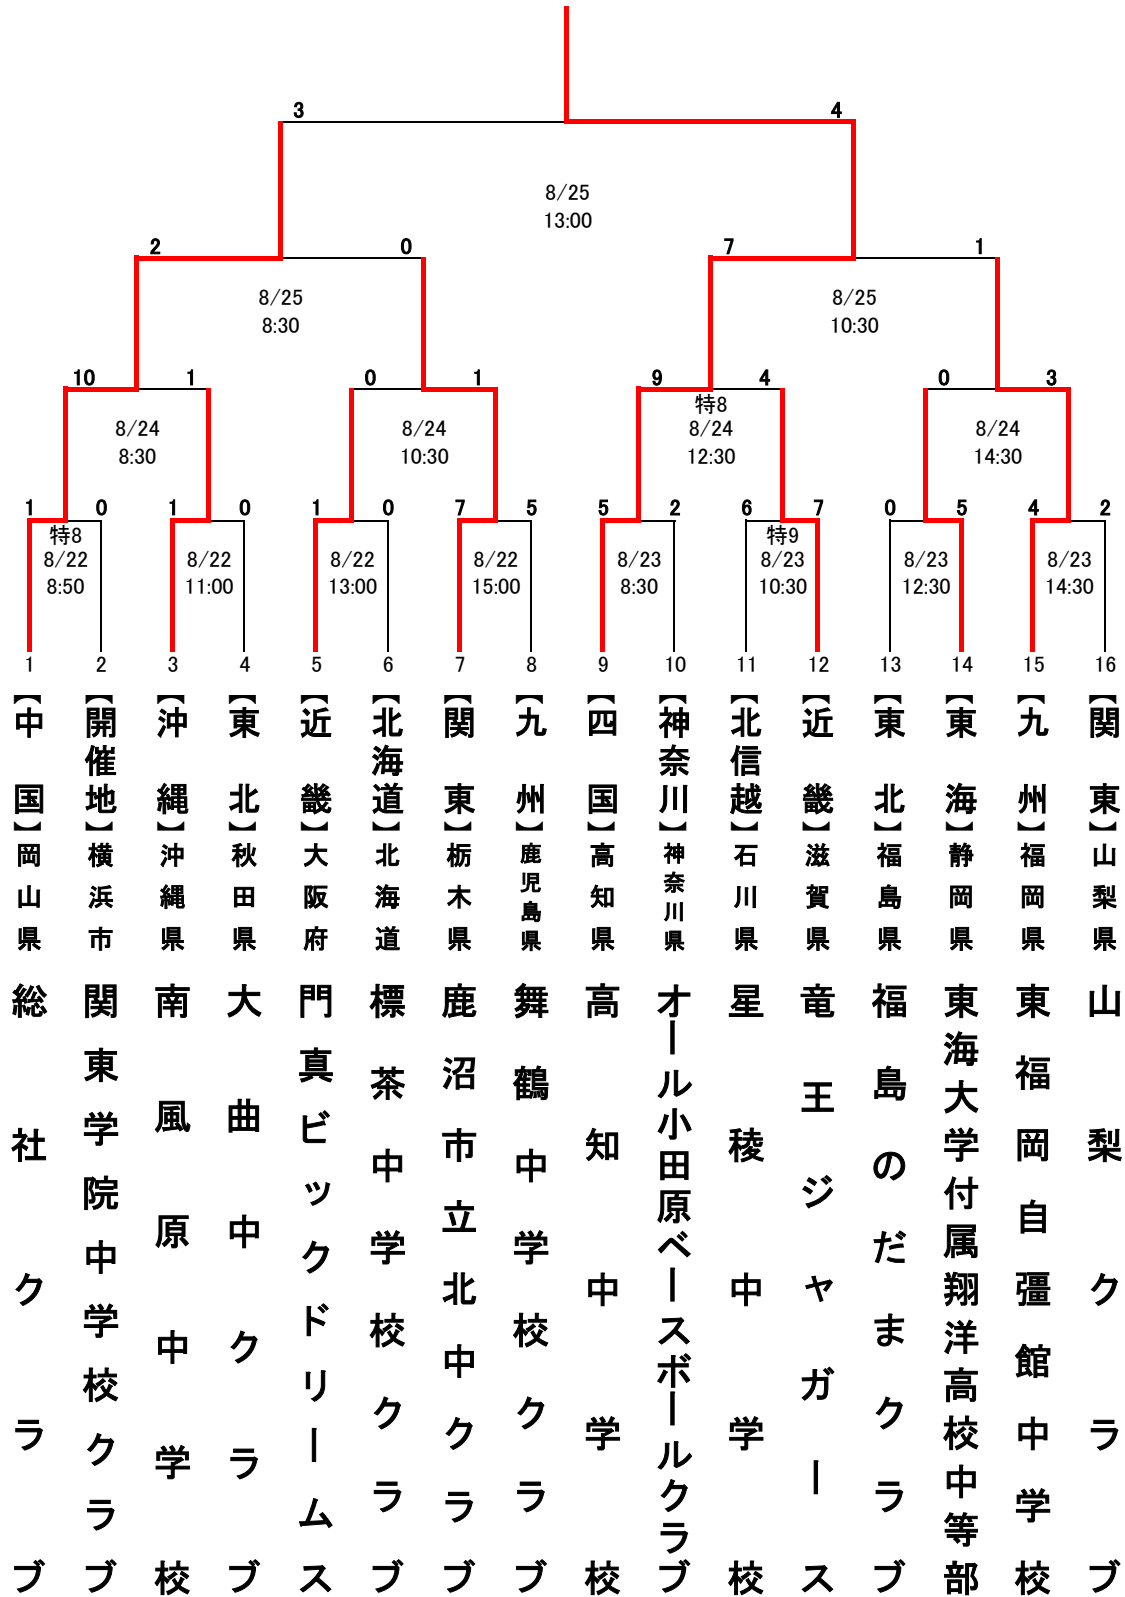 3 4
8/25
13:00
2 0 7 1
8/25 8/25
8:30 10:30
10 1 0 1 9 4 0 3
特8
8/24 8/24 8/24 8/24
8:30 10:30 12:30 14:30
1 0 1 0 1 0 7 5 5 2 6 7 0 5 4 2
特8 特9
8/22 8/22 8/22 8/22 8/23 8/23 8/23 8/23
8:50 11:00 13:00 15:00 8:30 10:30 12:30 14:30
1 2 3 4 5 6 7 8 9 10 11 12 13 14 15 16
【中国】岡山県 総社クラブ
【開催地】横浜市 関東学院中学校クラブ
【沖縄】沖縄県 南風原中学校
【東北】秋田県 大曲中クラブ
【近畿】大阪府 門真ビックドリームス
【北海道】北海道 標茶中学校クラブ
【関東】栃木県 鹿沼市立北中クラブ
【九州】鹿児島県 舞鶴中学校クラブ
【四国】高知県 高知中学校
【神奈川】神奈川県 オール小田原ベースボールクラブ
【北信越】石川県 星稜中学校
【近畿】滋賀県 竜王ジャガース
【東北】福島県 福島のだまクラブ
【東海】静岡県 東海大学付属翔洋高校中等部
【九州】福岡県 東福岡自彊館中学校
【関東】山梨県 山梨クラブ